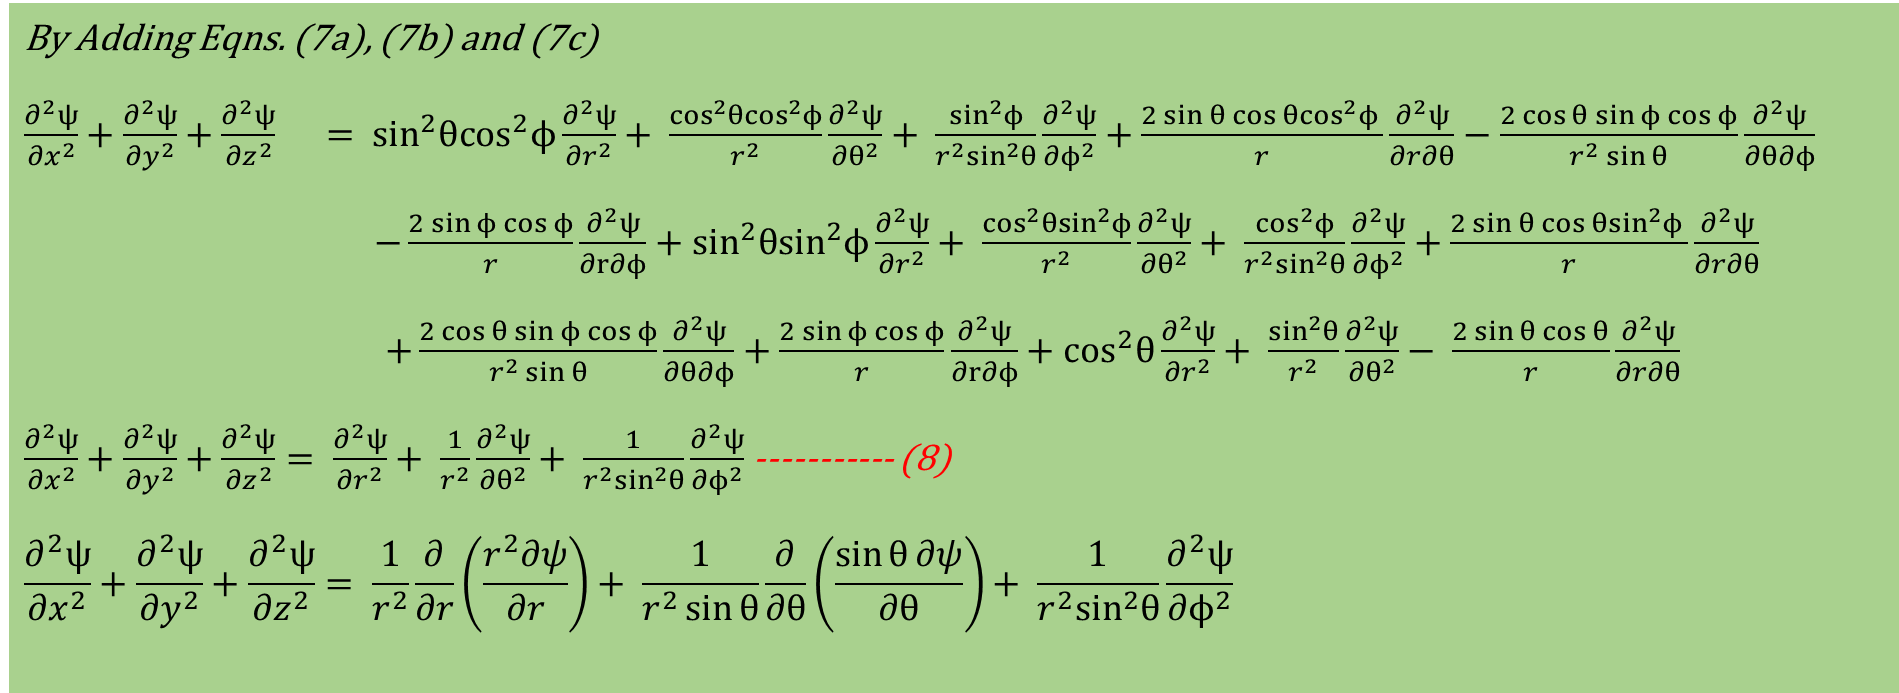 By Adding Eqns. (7a), (7b) and (7c)
∂²ψ/∂x² + ∂²ψ/∂y² + ∂²ψ/∂z² = sin²θcos²ϕ ∂²ψ/∂r² + cos²θcos²ϕ/r² ∂²ψ/∂θ² + sin²ϕ/r²sin²θ ∂²ψ/∂ϕ² + 2 sin θ cos θcos²ϕ/r ∂²ψ/∂r∂θ − 2 cos θ sin ϕ cos ϕ/r² sin θ ∂²ψ/∂θ∂ϕ
− 2 sin ϕ cos ϕ/r ∂²ψ/∂r∂ϕ + sin²θsin²ϕ ∂²ψ/∂r² + cos²θsin²ϕ/r² ∂²ψ/∂θ² + cos²ϕ/r²sin²θ ∂²ψ/∂ϕ² + 2 sin θ cos θsin²ϕ/r ∂²ψ/∂r∂θ
+ 2 cos θ sin ϕ cos ϕ/r² sin θ ∂²ψ/∂θ∂ϕ + 2 sin ϕ cos ϕ/r ∂²ψ/∂r∂ϕ + cos²θ ∂²ψ/∂r² + sin²θ/r² ∂²ψ/∂θ² − 2 sin θ cos θ/r ∂²ψ/∂r∂θ
∂²ψ/∂x² + ∂²ψ/∂y² + ∂²ψ/∂z² = ∂²ψ/∂r² + 1/r² ∂²ψ/∂θ² + 1/r²sin²θ ∂²ψ/∂ϕ² ----------- (8)
∂²ψ/∂x² + ∂²ψ/∂y² + ∂²ψ/∂z² = 1/r² ∂/∂r (r²∂ψ/∂r) + 1/r² sin θ ∂/∂θ (sin θ ∂ψ/∂θ) + 1/r²sin²θ ∂²ψ/∂ϕ²